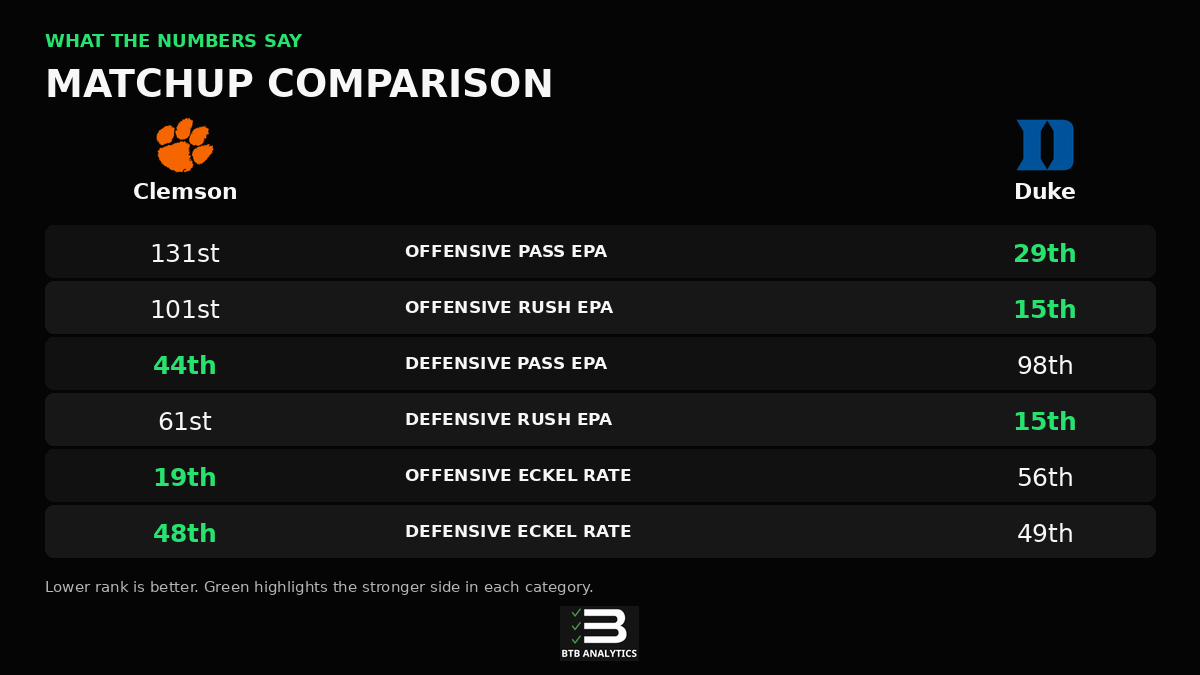 WHAT THE NUMBERS SAY
MATCHUP COMPARISON
Clemson
Duke
131st OFFENSIVE PASS EPA 29th
101st OFFENSIVE RUSH EPA 15th
44th DEFENSIVE PASS EPA 98th
61st DEFENSIVE RUSH EPA 15th
19th OFFENSIVE ECKEL RATE 56th
48th DEFENSIVE ECKEL RATE 49th
Lower rank is better. Green highlights the stronger side in each category.
BTB ANALYTICS